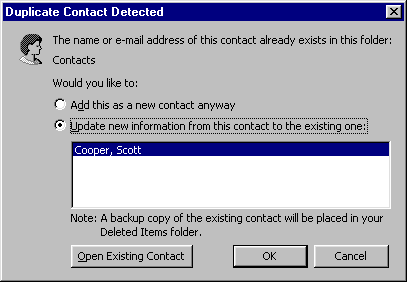 Duplicate Contact Detected
The name or e-mail address of this contact already exists in this folder:
Contacts
Would you like to:
Add this as a new contact anyway
Update new information from this contact to the existing one:
Cooper, Scott
Note: A backup copy of the existing contact will be placed in your
Deleted Items folder.
Open Existing Contact
OK
Cancel